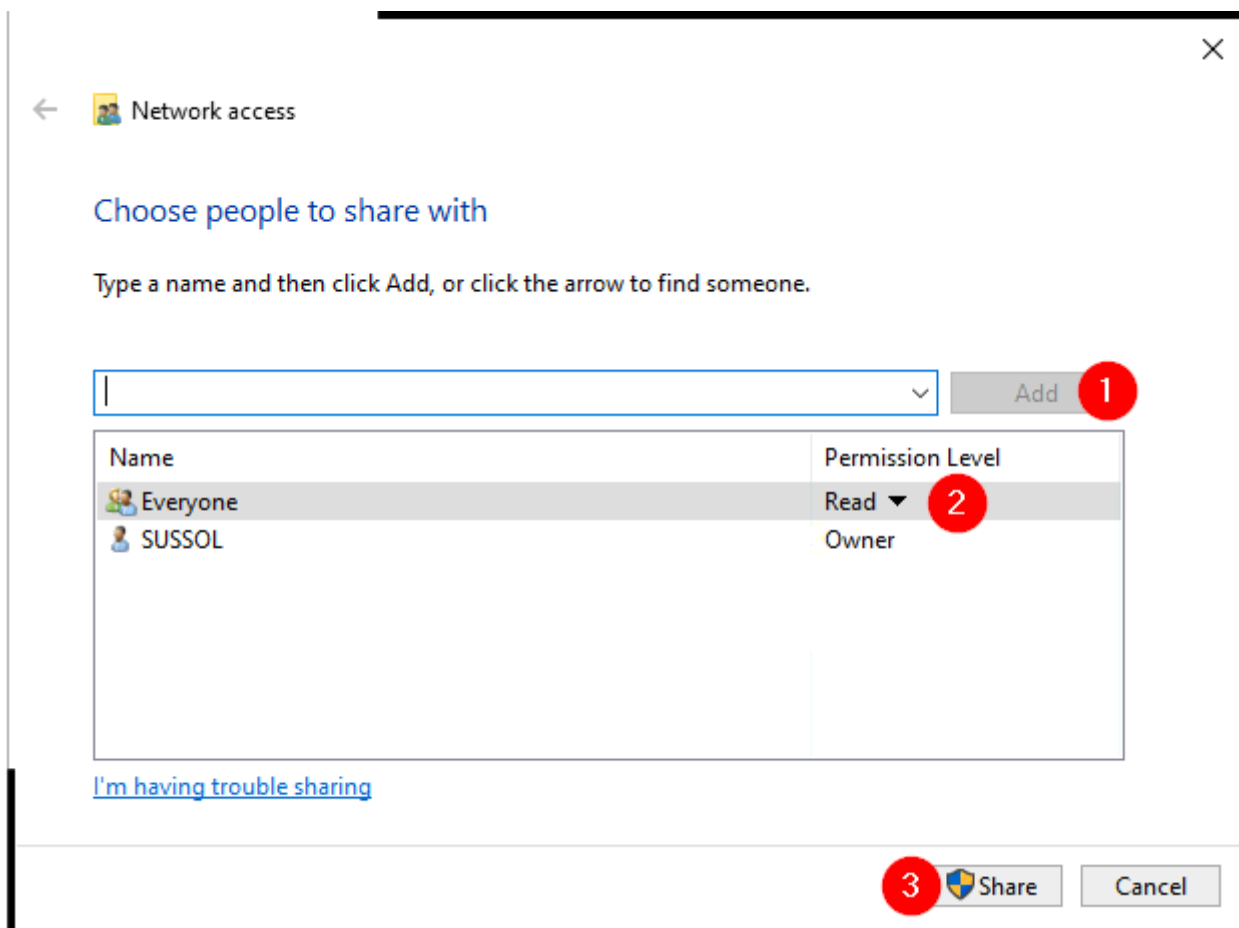 Network access
Choose people to share with
Type a name and then click Add, or click the arrow to find someone.
Add 1
Name Permission Level
Everyone Read 2
SUSSOL Owner
I'm having trouble sharing
3 Share Cancel